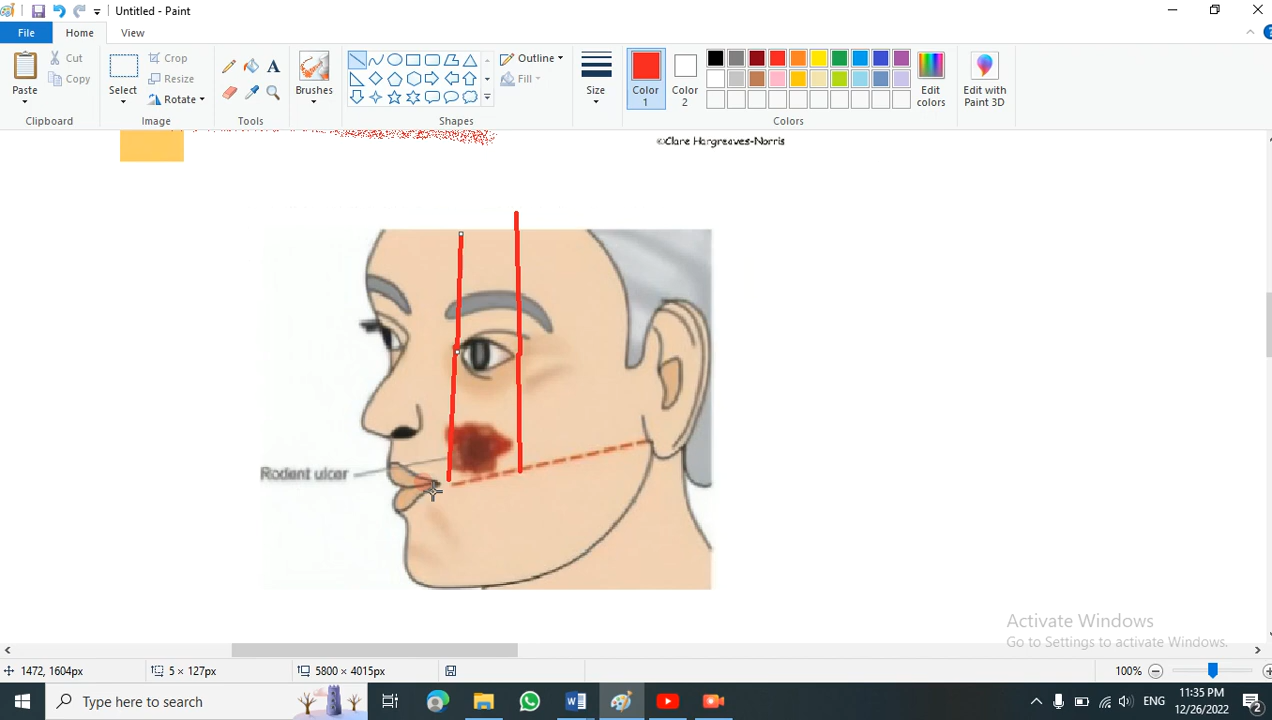 Untitled - Paint
File
Home
View
Paste
Cut
Copy
Clipboard
Select
Crop
Resize
Rotate
Image
A
Tools
Brushes
Outline
Fill
Shapes
Size
Color
1
Color
2
Edit
colors
Edit with
Paint 3D
Colors
©Clare Hargreaves-Norris
Rodent ulcer
Activate Windows
Go to Settings to activate Windows.
1472, 1604px
5 × 127px
5800 × 4015px
100%
Type here to search
ENG
11:35 PM
12/26/2022
2